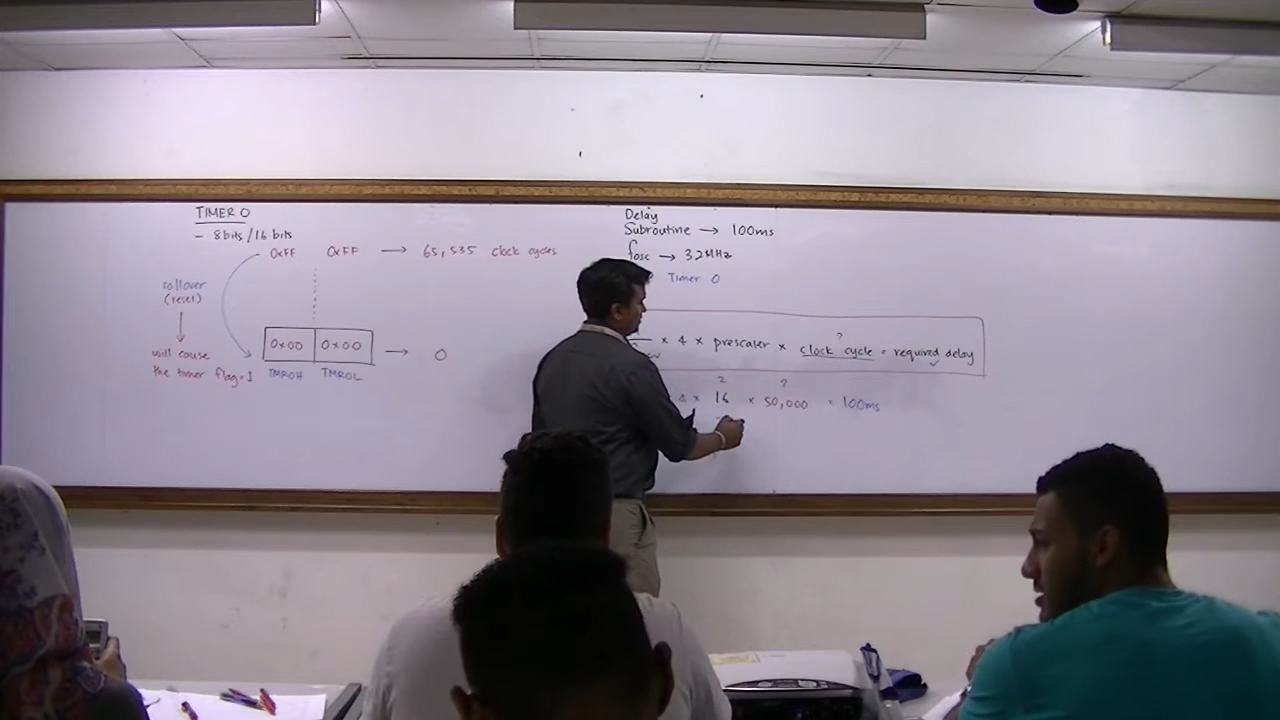 TIMER 0
- 8bits/16 bits
0xFF 0xFF → 65,535 clock cycles
rollover
(reset)
will cause
the timer flag=1
0x00 0x00 → 0
TMR0H TMR0L
Delay
Subroutine → 100ms
fosc → 32MHz
Timer 0
?
x 4 x prescaler x clock cycle = required delay
2 ?
4 x 16 x 50,000 = 100ms